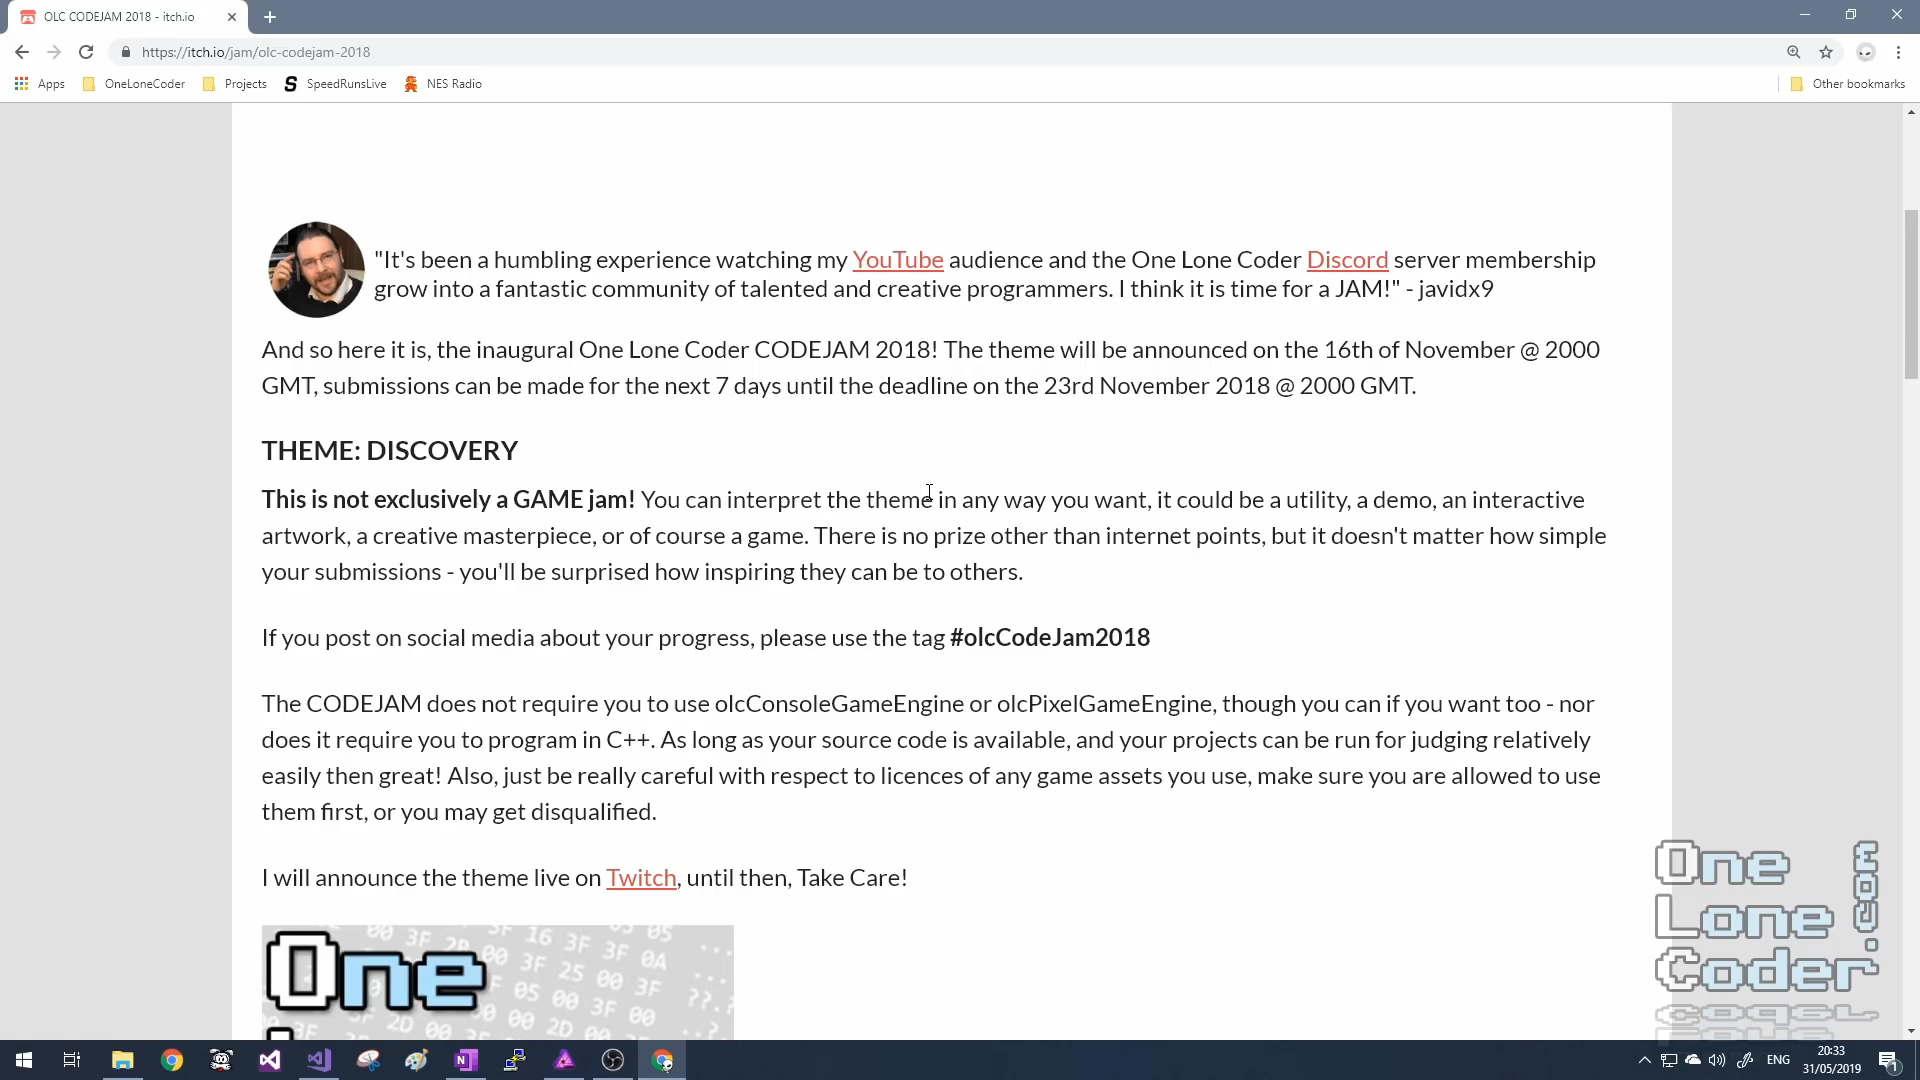 OLC CODEJAM 2018 - itch.io
https://itch.io/jam/olc-codejam-2018
Apps OneLoneCoder Projects SpeedRunsLive NES Radio Other bookmarks
"It's been a humbling experience watching my YouTube audience and the One Lone Coder Discord server membership
grow into a fantastic community of talented and creative programmers. I think it is time for a JAM!" - javidx9
And so here it is, the inaugural One Lone Coder CODEJAM 2018! The theme will be announced on the 16th of November @ 2000
GMT, submissions can be made for the next 7 days until the deadline on the 23rd November 2018 @ 2000 GMT.
THEME: DISCOVERY
This is not exclusively a GAME jam! You can interpret the theme in any way you want, it could be a utility, a demo, an interactive
artwork, a creative masterpiece, or of course a game. There is no prize other than internet points, but it doesn't matter how simple
your submissions - you'll be surprised how inspiring they can be to others.
If you post on social media about your progress, please use the tag #olcCodeJam2018
The CODEJAM does not require you to use olcConsoleGameEngine or olcPixelGameEngine, though you can if you want too - nor
does it require you to program in C++. As long as your source code is available, and your projects can be run for judging relatively
easily then great! Also, just be really careful with respect to licences of any game assets you use, make sure you are allowed to use
them first, or you may get disqualified.
I will announce the theme live on Twitch, until then, Take Care!
One
One
Lone
Coder
.com
ENG
20:33
31/05/2019